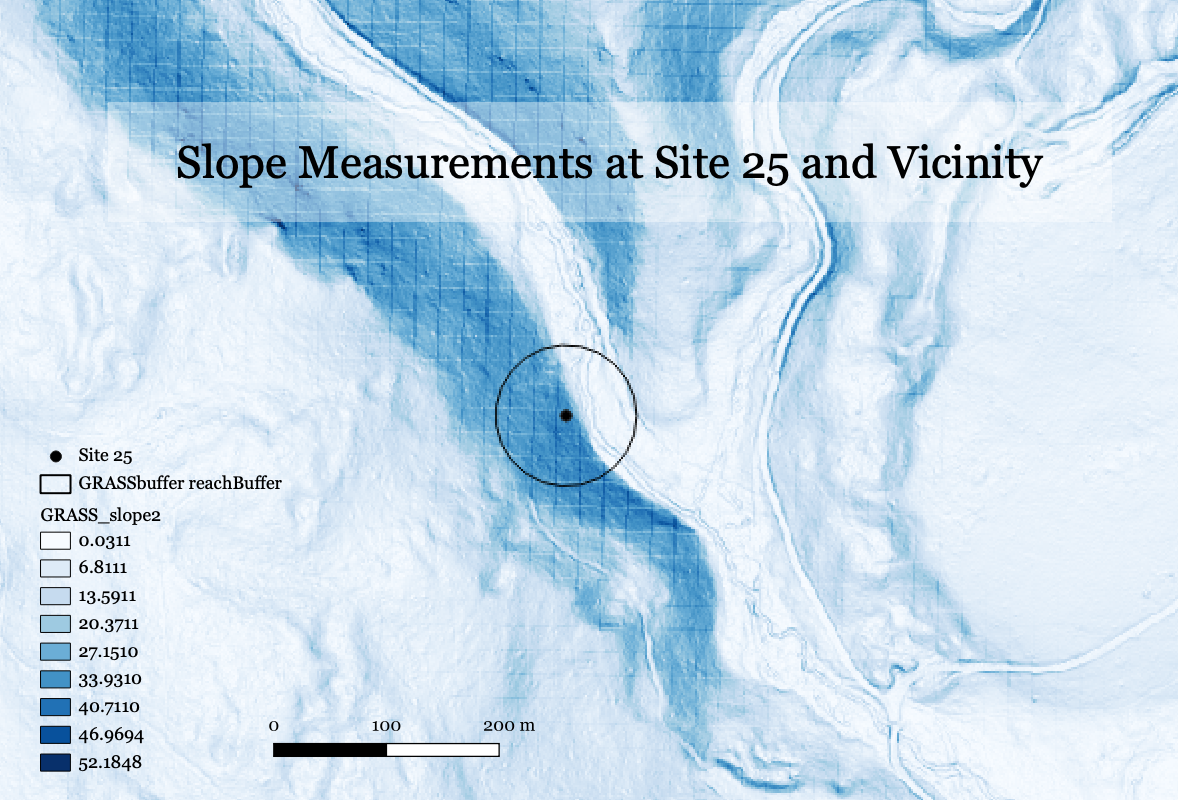 Slope Measurements at Site 25 and Vicinity
Site 25
GRASSbuffer reachBuffer
GRASS_slope2
0.0311
6.8111
13.5911
20.3711
27.1510
33.9310
40.7110
46.9694
52.1848
0 100 200 m